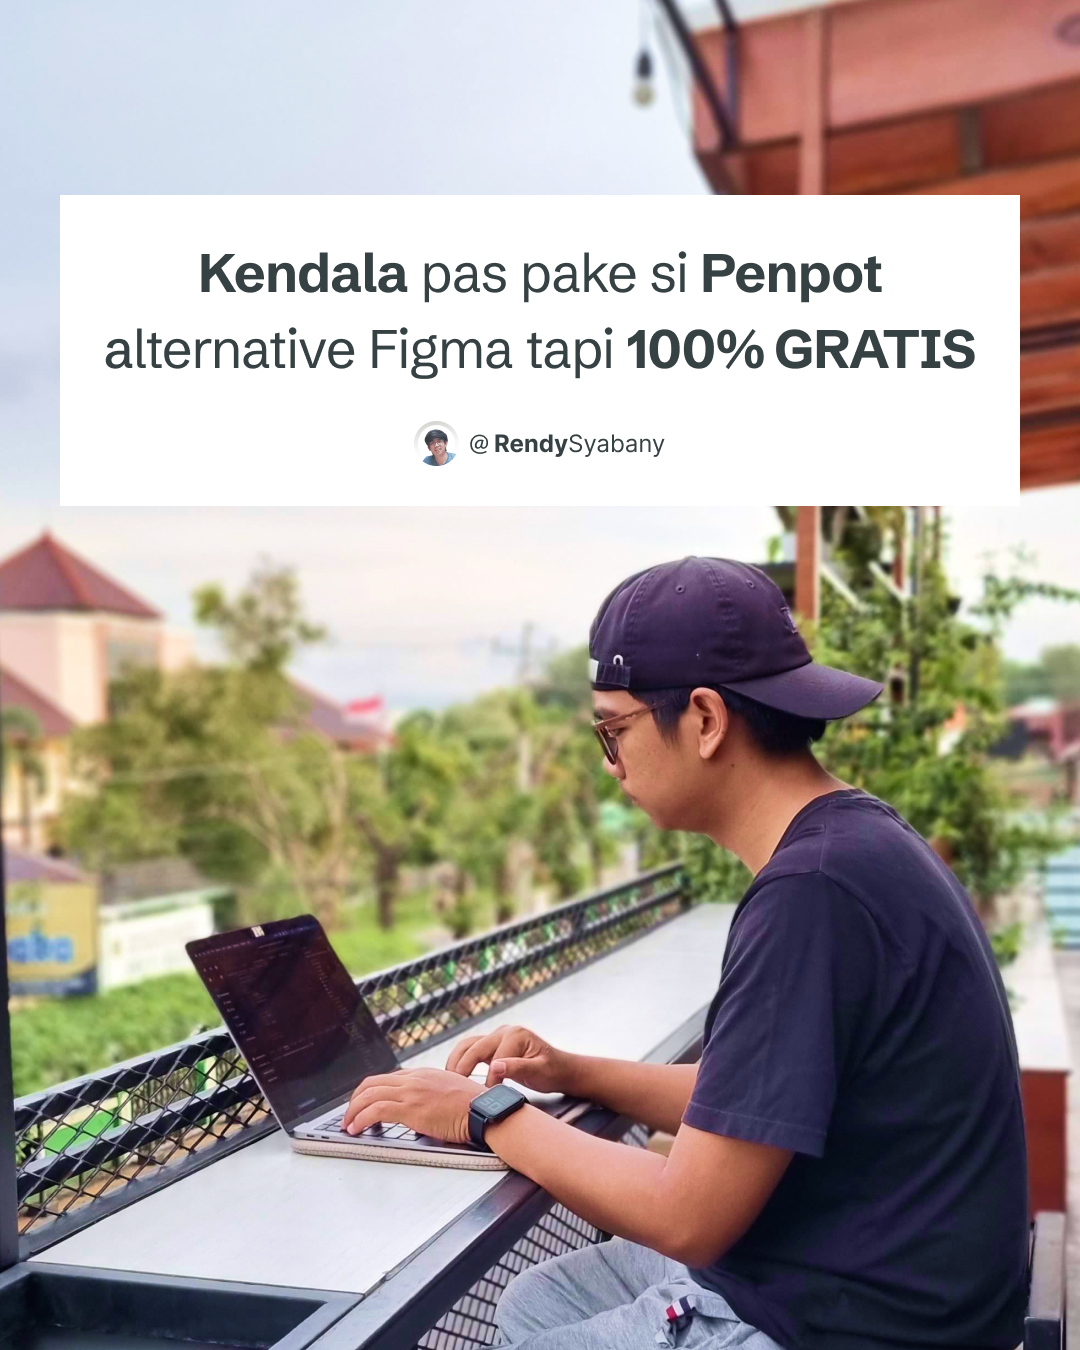 Kendala pas pake si Penpot
alternative Figma tapi 100% GRATIS
@RendySyabany